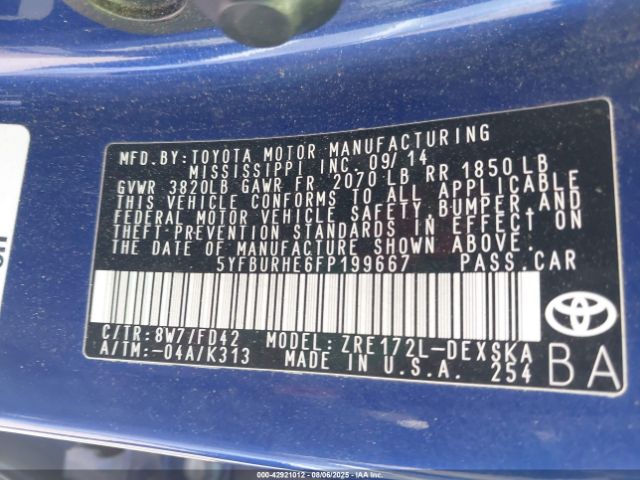 MFD.BY:TOYOTA MOTOR MANUFACTURING
MISSISSIPPI INC. 09/14
GVWR 3820LB GAWR FR 2070LB RR 1850LB
THIS VEHICLE CONFORMS TO ALL APPLICABLE
FEDERAL MOTOR VEHICLE SAFETY,BUMPER,AND
THEFT PREVENTION STANDARDS IN EFFECT ON
THE DATE OF MANUFACTURE SHOWN ABOVE.
5YFBURHE6FP199667 PASS.CAR
C/TR:8W7/FD42 MODEL: ZRE172L-DEXSKA
A/TM:-04A/K313 MADE IN U.S.A. 254
TOYOTA
BA
000-42921012 - 08/06/2025 - IAAI.COM